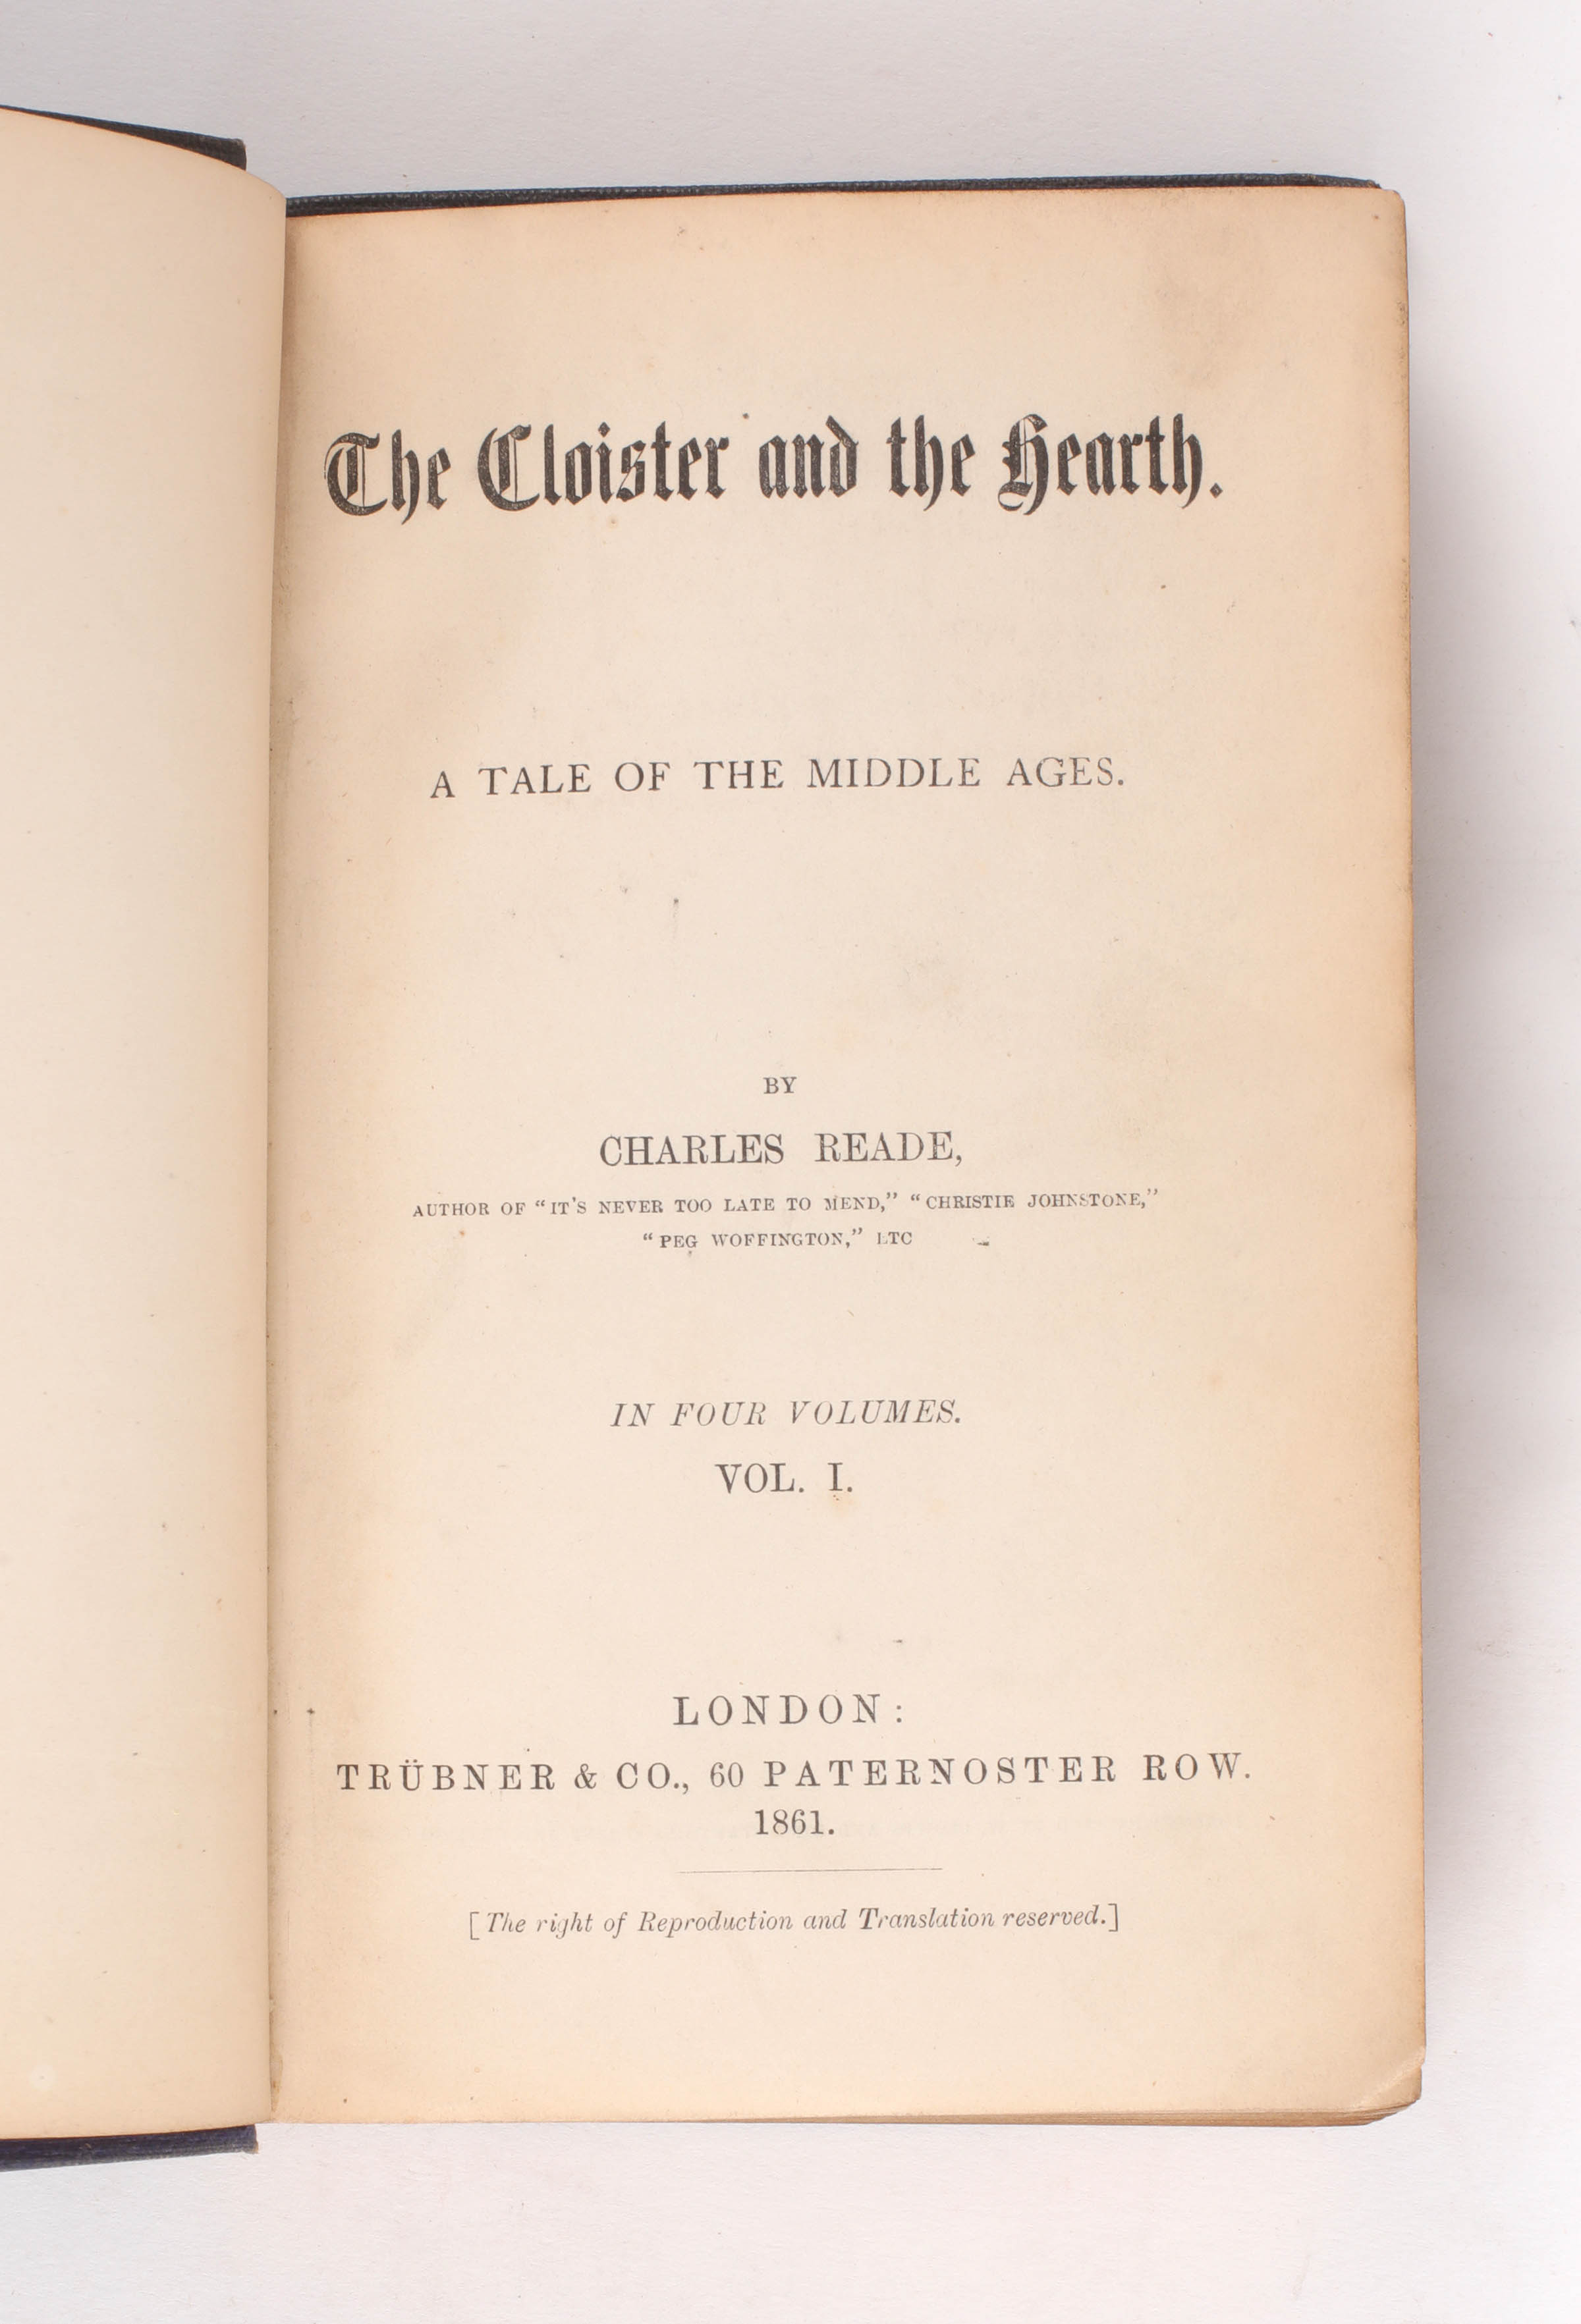 The Cloister and the Hearth.
A TALE OF THE MIDDLE AGES.
BY
CHARLES READE,
AUTHOR OF "IT'S NEVER TOO LATE TO MEND," "CHRISTIE JOHNSTONE,"
"PEG WOFFINGTON," ETC
IN FOUR VOLUMES.
VOL. I.
LONDON:
TRÜBNER & CO., 60 PATERNOSTER ROW.
1861.
[The right of Reproduction and Translation reserved.]